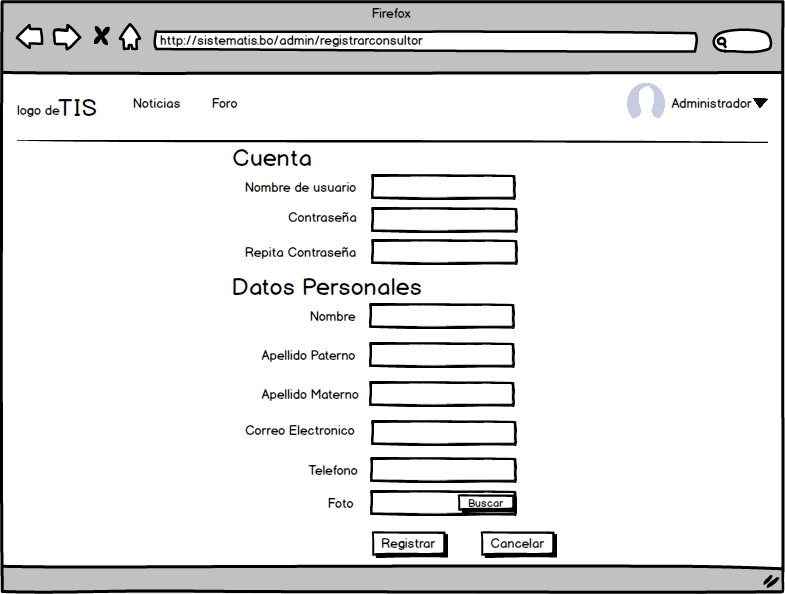 Firefox
http://sistematis.bo/admin/registrarconsultor
logo deTIS Noticias Foro Administrador
Cuenta
Nombre de usuario
Contraseña
Repita Contraseña
Datos Personales
Nombre
Apellido Paterno
Apellido Materno
Correo Electronico
Telefono
Foto Buscar
Registrar Cancelar